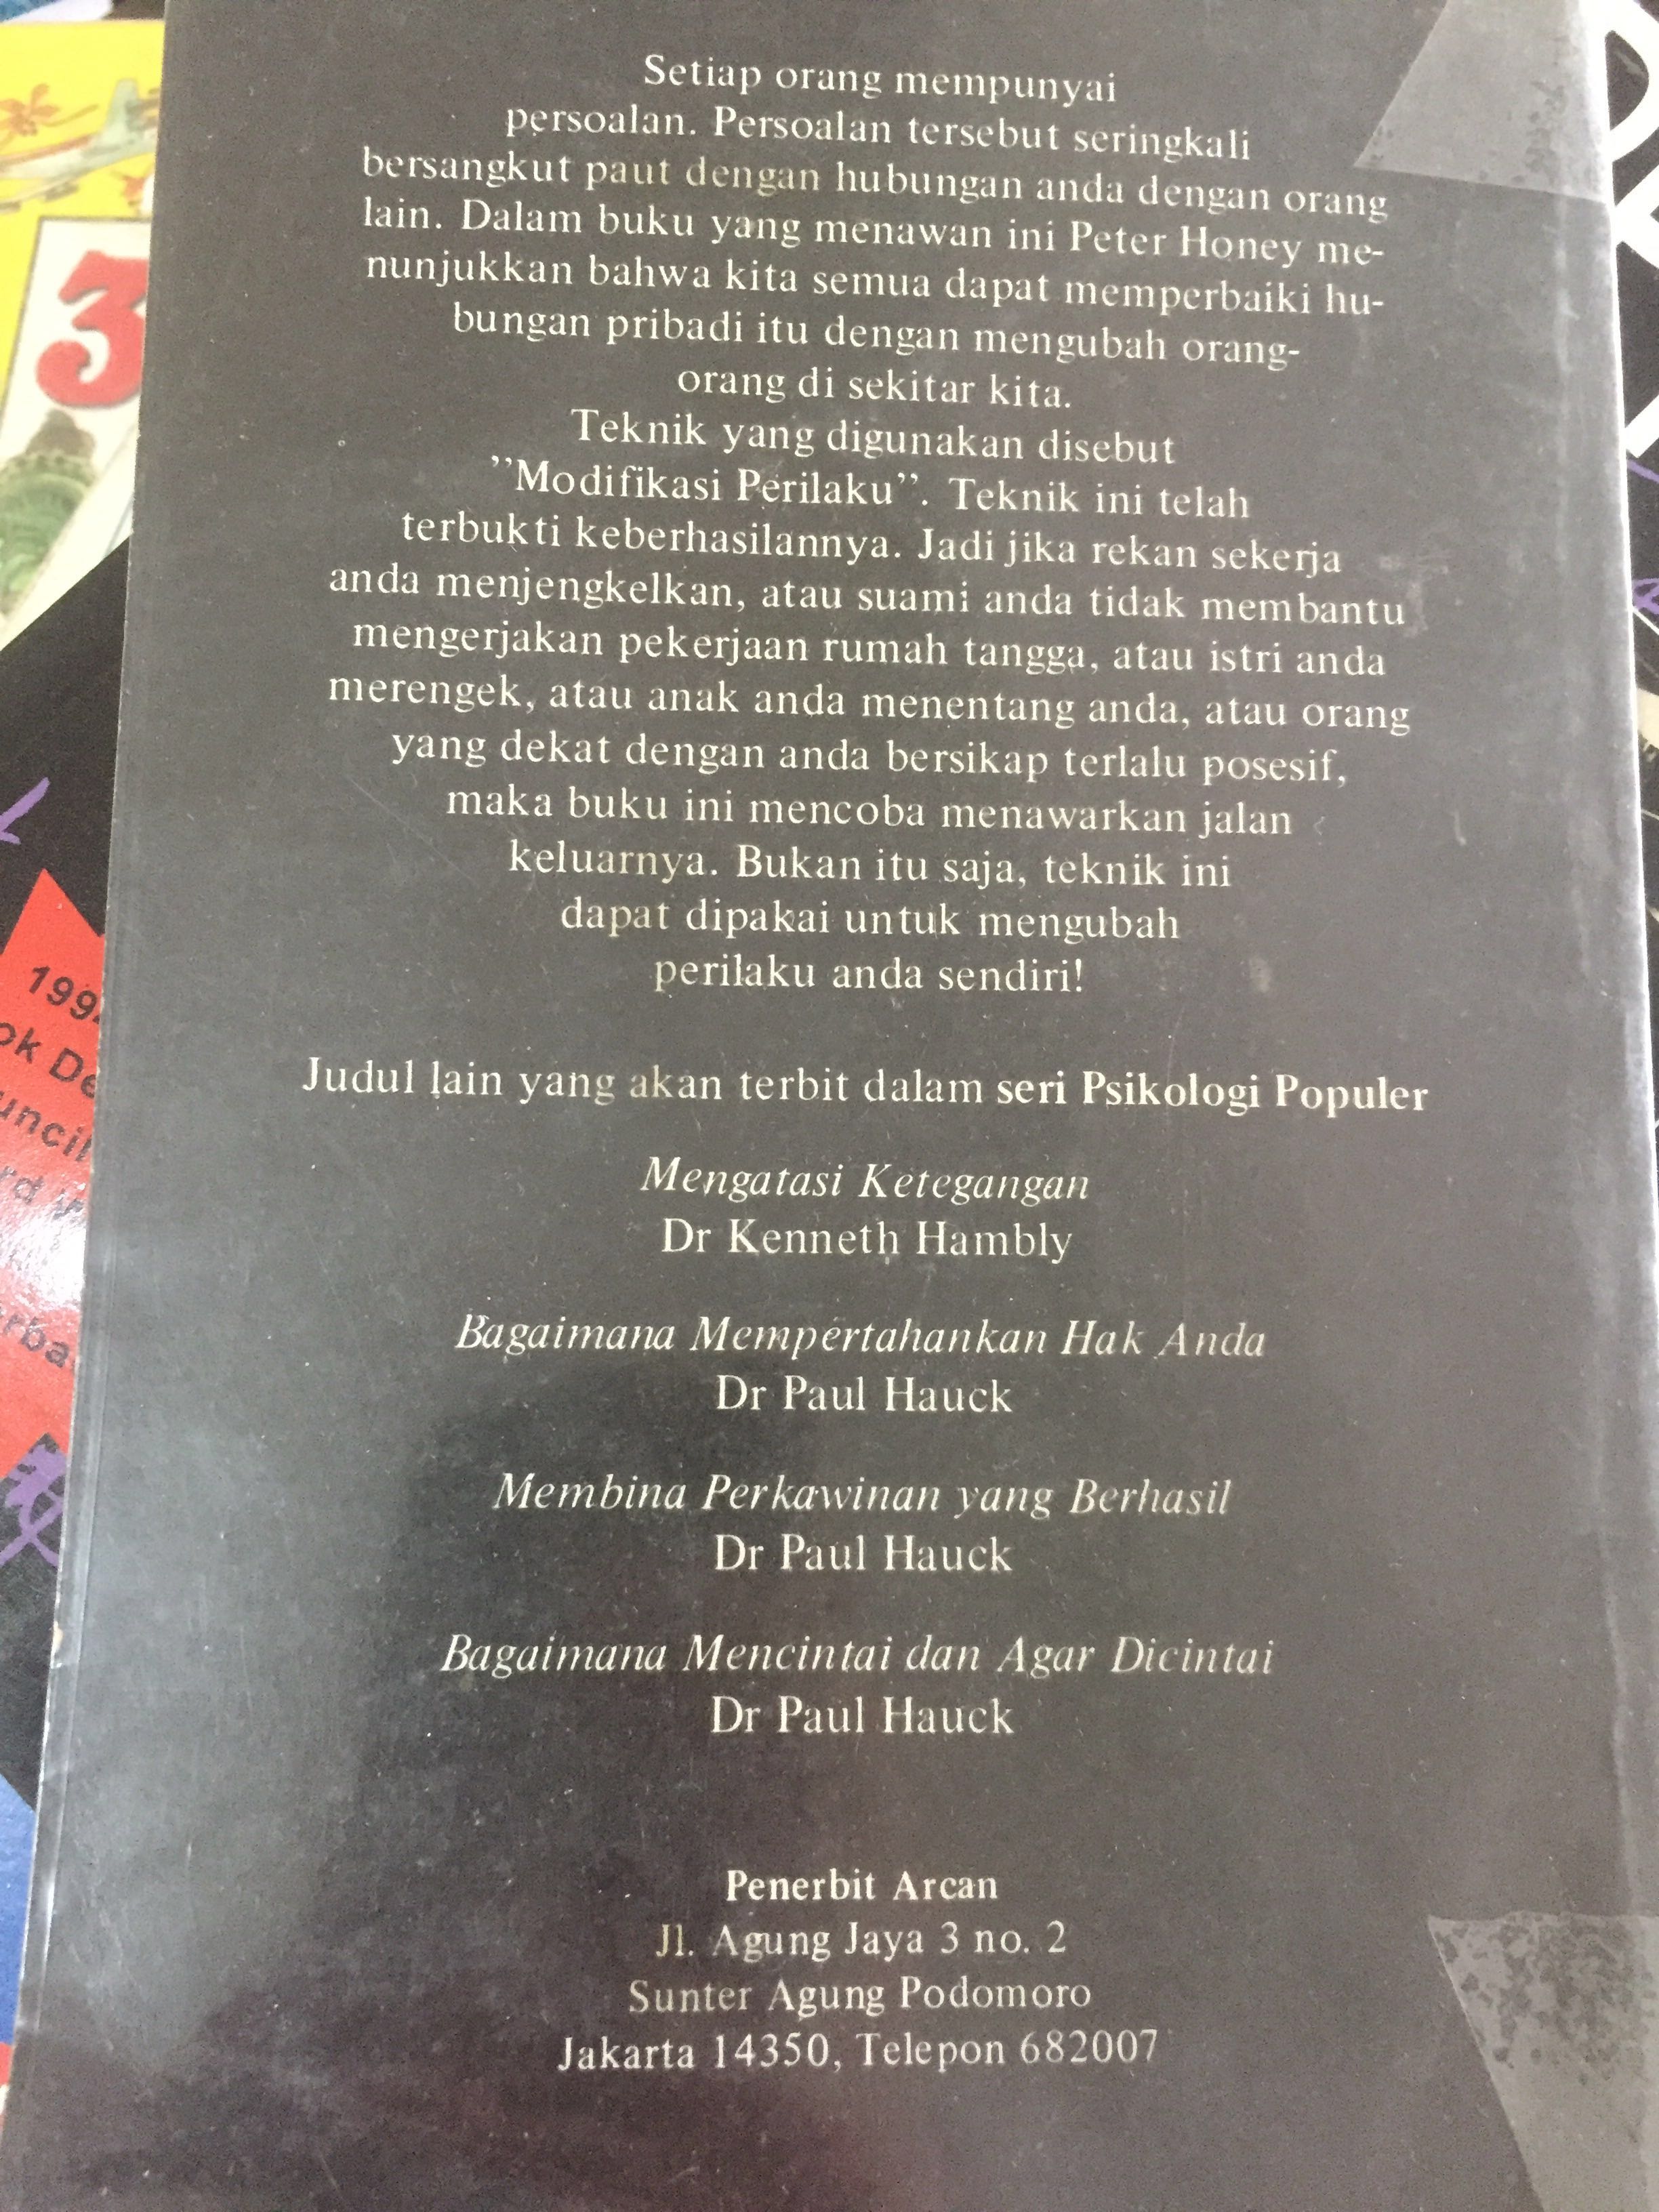 Setiap orang mempunyai
persoalan. Persoalan tersebut seringkali
bersangkut paut dengan hubungan anda dengan orang
lain. Dalam buku yang menawan ini Peter Honey me-
nunjukkan bahwa kita semua dapat memperbaiki hu-
bungan pribadi itu dengan mengubah orang-
orang di sekitar kita.
Teknik yang digunakan disebut
”Modifikasi Perilaku”. Teknik ini telah
terbukti keberhasilannya. Jadi jika rekan sekerja
anda menjengkelkan, atau suami anda tidak membantu
mengerjakan pekerjaan rumah tangga, atau istri anda
merengek, atau anak anda menentang anda, atau orang
yang dekat dengan anda bersikap terlalu posesif,
maka buku ini mencoba menawarkan jalan
keluarnya. Bukan itu saja, teknik ini
dapat dipakai untuk mengubah
perilaku anda sendiri!
Judul lain yang akan terbit dalam seri Psikologi Populer
Mengatasi Ketegangan
Dr Kenneth Hambly
Bagaimana Mempertahankan Hak Anda
Dr Paul Hauck
Membina Perkawinan yang Berhasil
Dr Paul Hauck
Bagaimana Mencintai dan Agar Dicintai
Dr Paul Hauck
Penerbit Arcan
Jl. Agung Jaya 3 no. 2
Sunter Agung Podomoro
Jakarta 14350, Telepon 682007
3